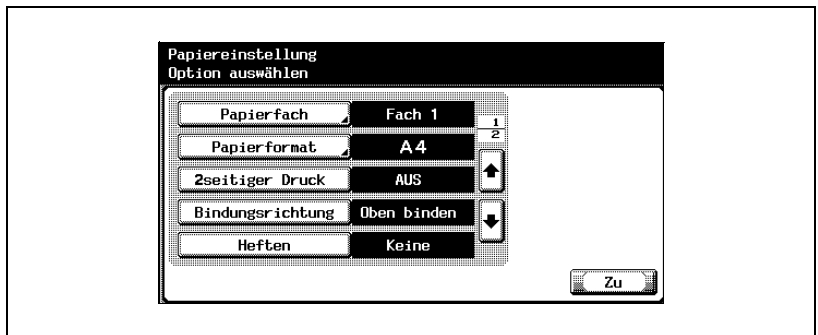 Papiereinstellung
Option auswählen
Papierfach Fach 1
1
2
Papierformat A4
2seitiger Druck AUS
Bindungsrichtung Oben binden
Heften Keine
Zu